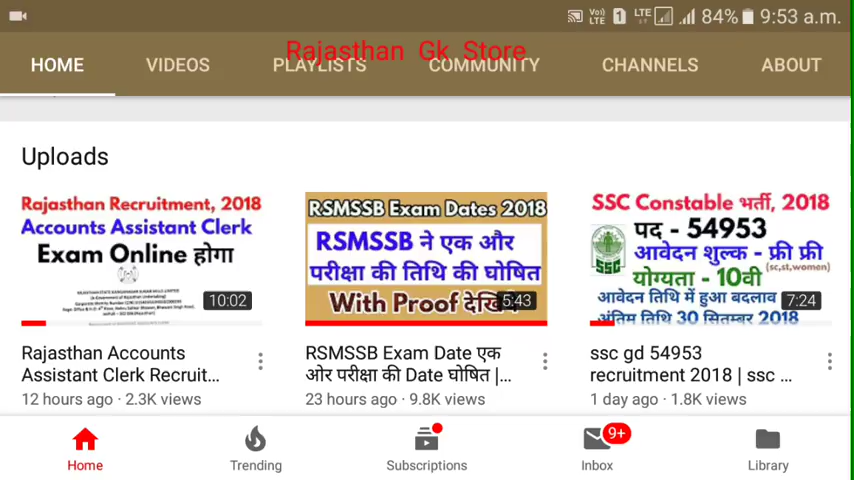 Vo)) LTE 1 LTE 84% 9:53 a.m.
Rajasthan Gk Store
HOME VIDEOS PLAYLISTS COMMUNITY CHANNELS ABOUT
Uploads
Rajasthan Recruitment, 2018
Accounts Assistant Clerk
Exam Online होगा
10:02
RSMSSB Exam Dates 2018
RSMSSB ने एक और
परीक्षा की तिथि की घोषित
With Proof देखिए
5:43
SSC Constable भर्ती, 2018
पद - 54953
आवेदन शुल्क - फ्री फ्री
(sc,st,women)
SSC
योग्यता - 10वी
आवेदन तिथि में हुआ बदलाव
7:24
अंतिम तिथि 30 सितम्बर 2018
Rajasthan Accounts
Assistant Clerk Recruit...
12 hours ago · 2.3K views
RSMSSB Exam Date एक
ओर परीक्षा की Date घोषित |...
23 hours ago · 9.8K views
ssc gd 54953
recruitment 2018 | ssc ...
1 day ago · 1.8K views
9+
Home Trending Subscriptions Inbox Library